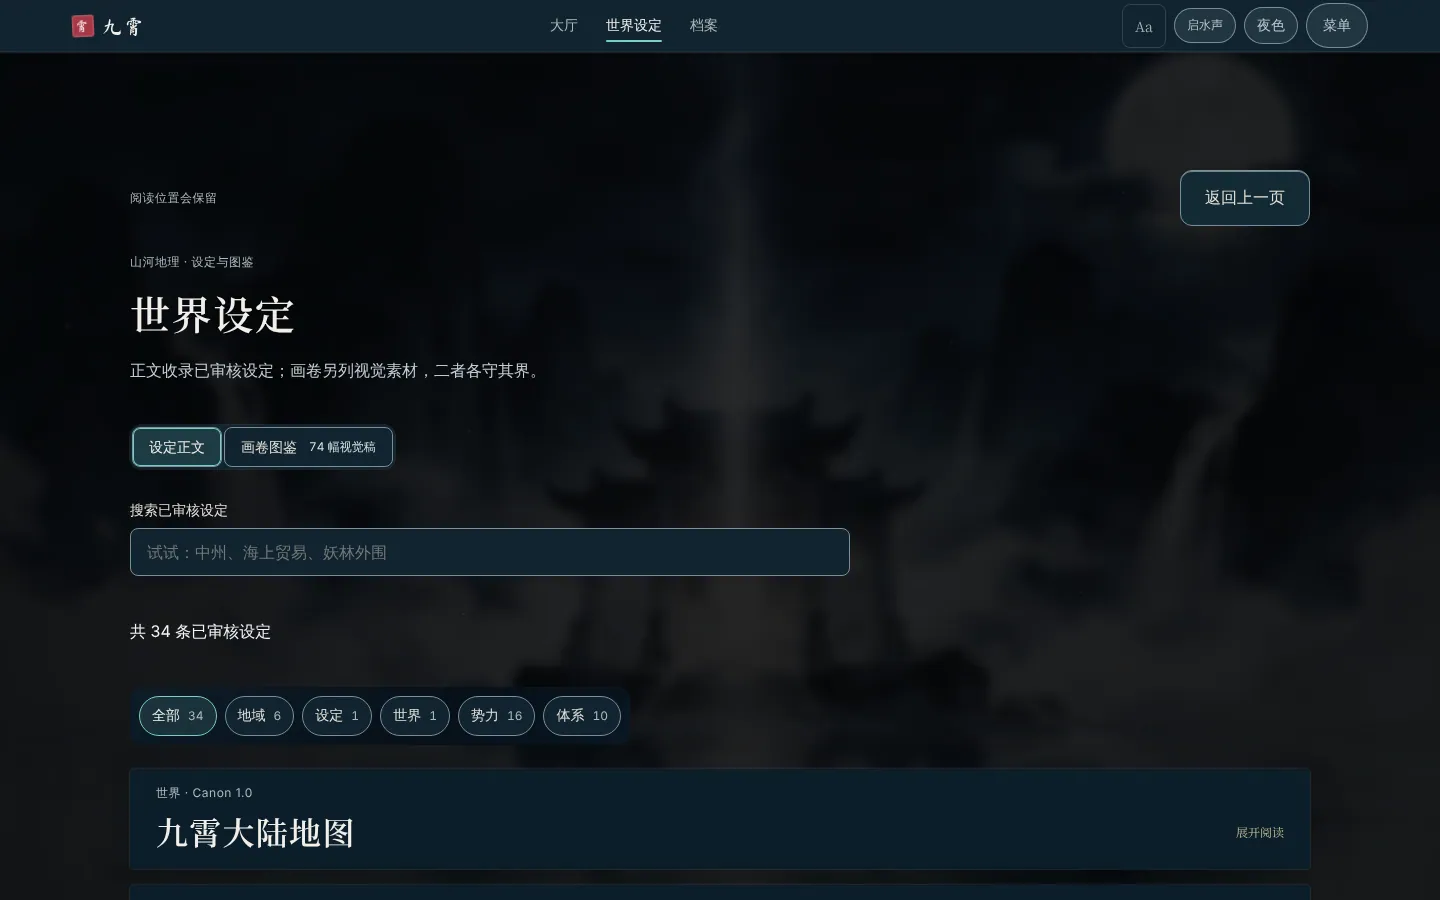 霄 九霄
大厅 世界设定 档案
Aa 启水声 夜色 菜单
阅读位置会保留
返回上一页
山河地理 · 设定与图鉴
世界设定
正文收录已审核设定；画卷另列视觉素材，二者各守其界。
设定正文 画卷图鉴 74 幅视觉稿
搜索已审核设定
试试：中州、海上贸易、妖林外围
共 34 条已审核设定
全部 34 地域 6 设定 1 世界 1 势力 16 体系 10
世界 · Canon 1.0
九霄大陆地图
展开阅读